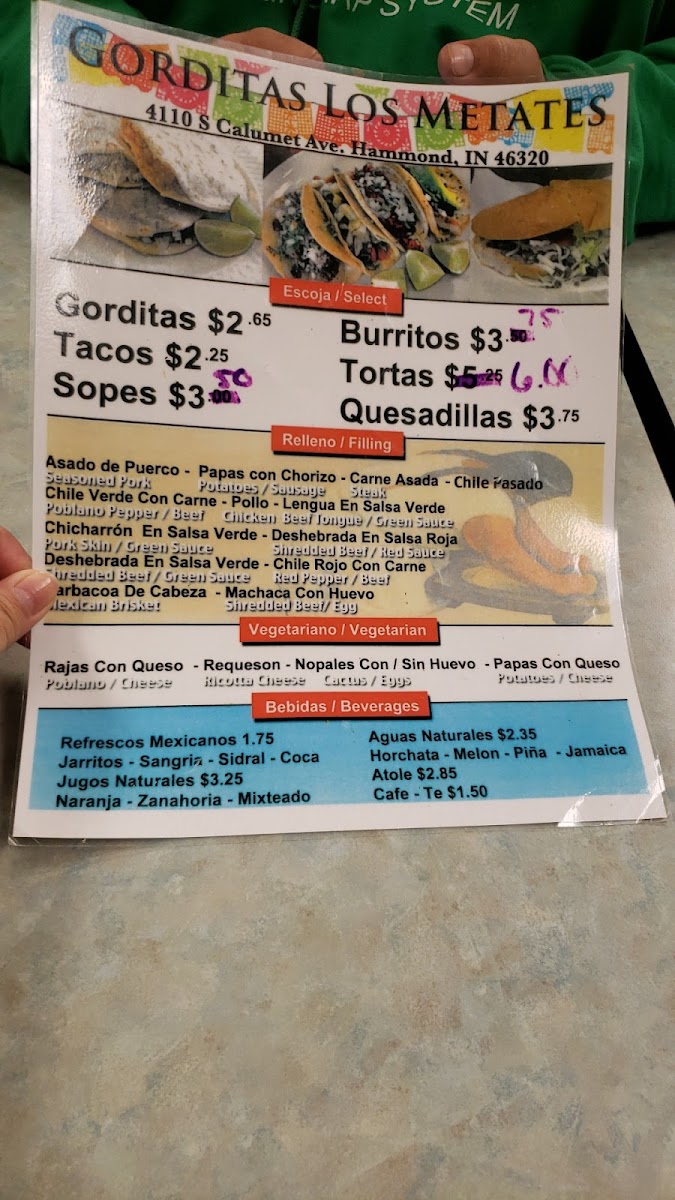 SYSTEM
GORDITAS LOS METATES
4110 S Calumet Ave. Hammond, IN 46320
Escoja / Select
Gorditas $2.65
Tacos $2.25
Sopes $3.00 50
Burritos $3.50 75
Tortas $5.25 6.00
Quesadillas $3.75
Relleno / Filling
Asado de Puerco - Papas con Chorizo - Carne Asada - Chile Pasado
Seasoned Pork Potatoes / Sausage Steak
Chile Verde Con Carne - Pollo - Lengua En Salsa Verde
Poblano Pepper / Beef Chicken Beef Tongue / Green Sauce
Chicharrón En Salsa Verde - Deshebrada En Salsa Roja
Pork Skin / Green Sauce Shredded Beef / Red Sauce
Deshebrada En Salsa Verde - Chile Rojo Con Carne
Shredded Beef / Green Sauce Red Pepper / Beef
arbacoa De Cabeza - Machaca Con Huevo
Mexican Brisket Shredded Beef/ Egg
Vegetariano / Vegetarian
Rajas Con Queso - Requeson - Nopales Con / Sin Huevo - Papas Con Queso
Poblano / Cheese Ricotta Cheese Cactus / Eggs Potatoes / Cheese
Bebidas / Beverages
Refrescos Mexicanos 1.75
Jarritos - Sangria - Sidral - Coca
Jugos Naturales $3.25
Naranja - Zanahoria - Mixteado
Aguas Naturales $2.35
Horchata - Melon - Piña - Jamaica
Atole $2.85
Cafe - Te $1.50